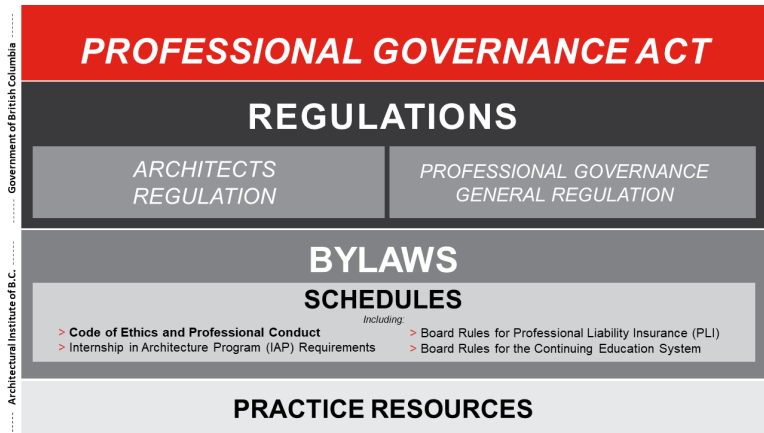 PROFESSIONAL GOVERNANCE ACT
REGULATIONS
ARCHITECTS
REGULATION
PROFESSIONAL GOVERNANCE
GENERAL REGULATION
BYLAWS
SCHEDULES
Including:
> Code of Ethics and Professional Conduct
> Internship in Architecture Program (IAP) Requirements
> Board Rules for Professional Liability Insurance (PLI)
> Board Rules for the Continuing Education System
PRACTICE RESOURCES
------ Government of British Columbia ------
------ Architectural Institute of B.C. ------